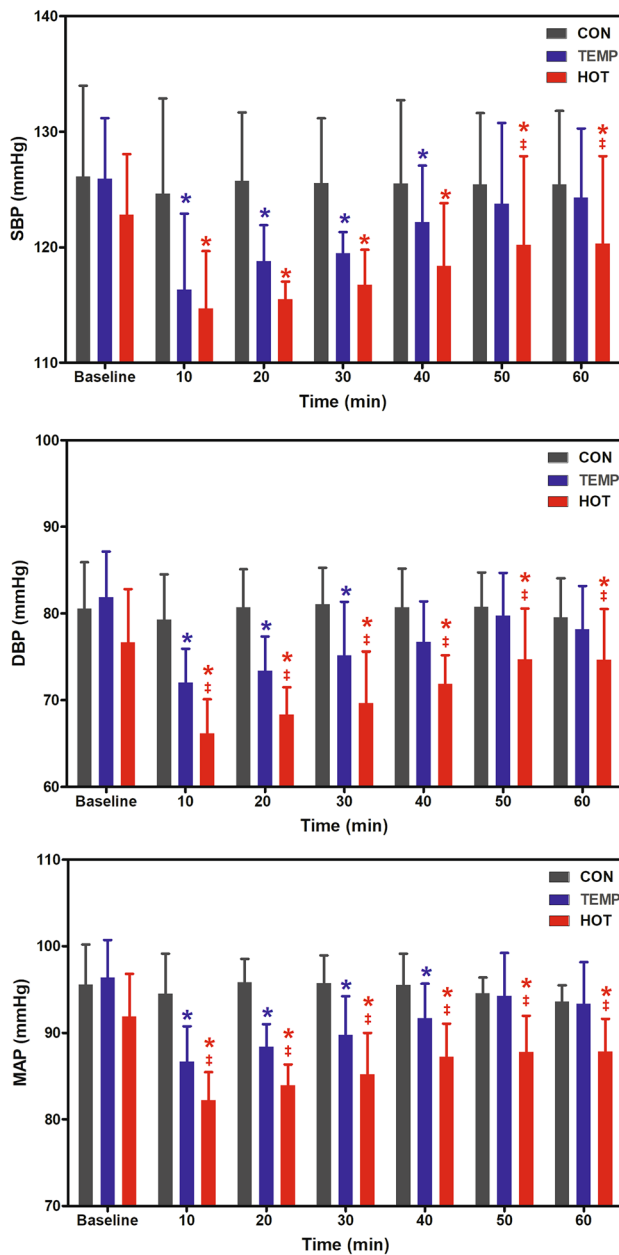 140
CON
TEMP
HOT
130
* ‡
* ‡
*
*
*
*
*
*
*
*
120
SBP (mmHg)
110
Baseline 10 20 30 40 50 60
Time (min)
100
CON
TEMP
HOT
90
DBP (mmHg)
80
* * * * * *
‡ ‡ ‡ ‡ ‡ ‡
* * *
70
60
Baseline 10 20 30 40 50 60
Time (min)
110
CON
TEMP
HOT
100
MAP (mmHg)
90
* * * *
* * * * * *
‡ ‡ ‡ ‡ ‡ ‡
80
70
Baseline 10 20 30 40 50 60
Time (min)